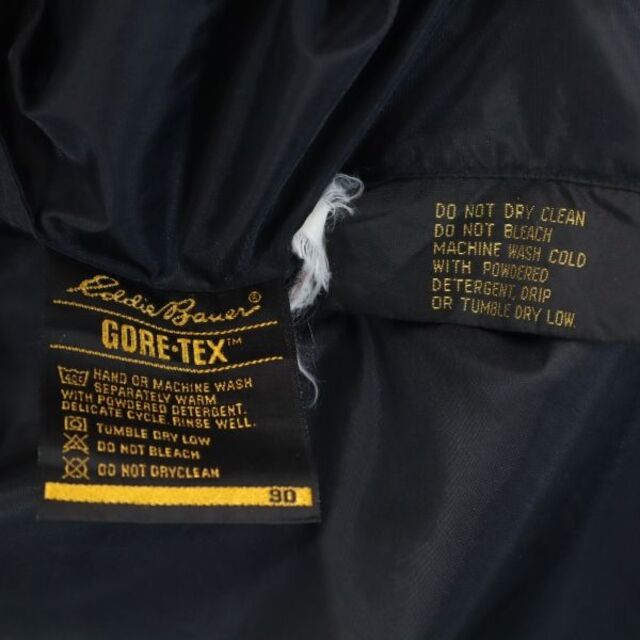 Eddie Bauer®
GORE-TEX™
HAND OR MACHINE WASH
SEPARATELY WARM
WITH POWDERED DETERGENT.
DELICATE CYCLE. RINSE WELL.
TUMBLE DRY LOW
DO NOT BLEACH
DO NOT DRYCLEAN
90
DO NOT DRY CLEAN
DO NOT BLEACH
MACHINE WASH COLD
WITH POWDERED
DETERGENT, DRIP
OR TUMBLE DRY LOW.